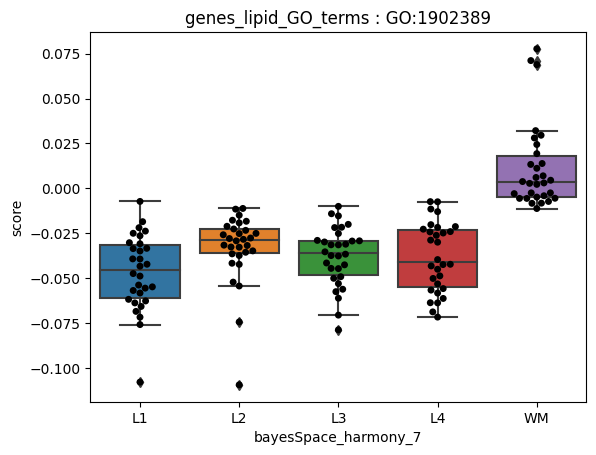 genes_lipid_GO_terms : GO:1902389
0.075
0.050
0.025
0.000
−0.025
−0.050
−0.075
−0.100
score
L1 L2 L3 L4 WM
bayesSpace_harmony_7